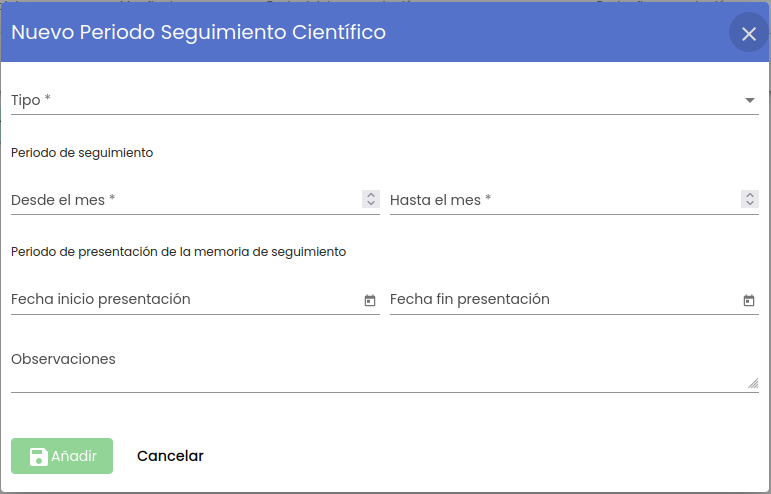 Nuevo Periodo Seguimiento Científico
Tipo *
Periodo de seguimiento
Desde el mes *
Hasta el mes *
Periodo de presentación de la memoria de seguimiento
Fecha inicio presentación
Fecha fin presentación
Observaciones
Añadir
Cancelar